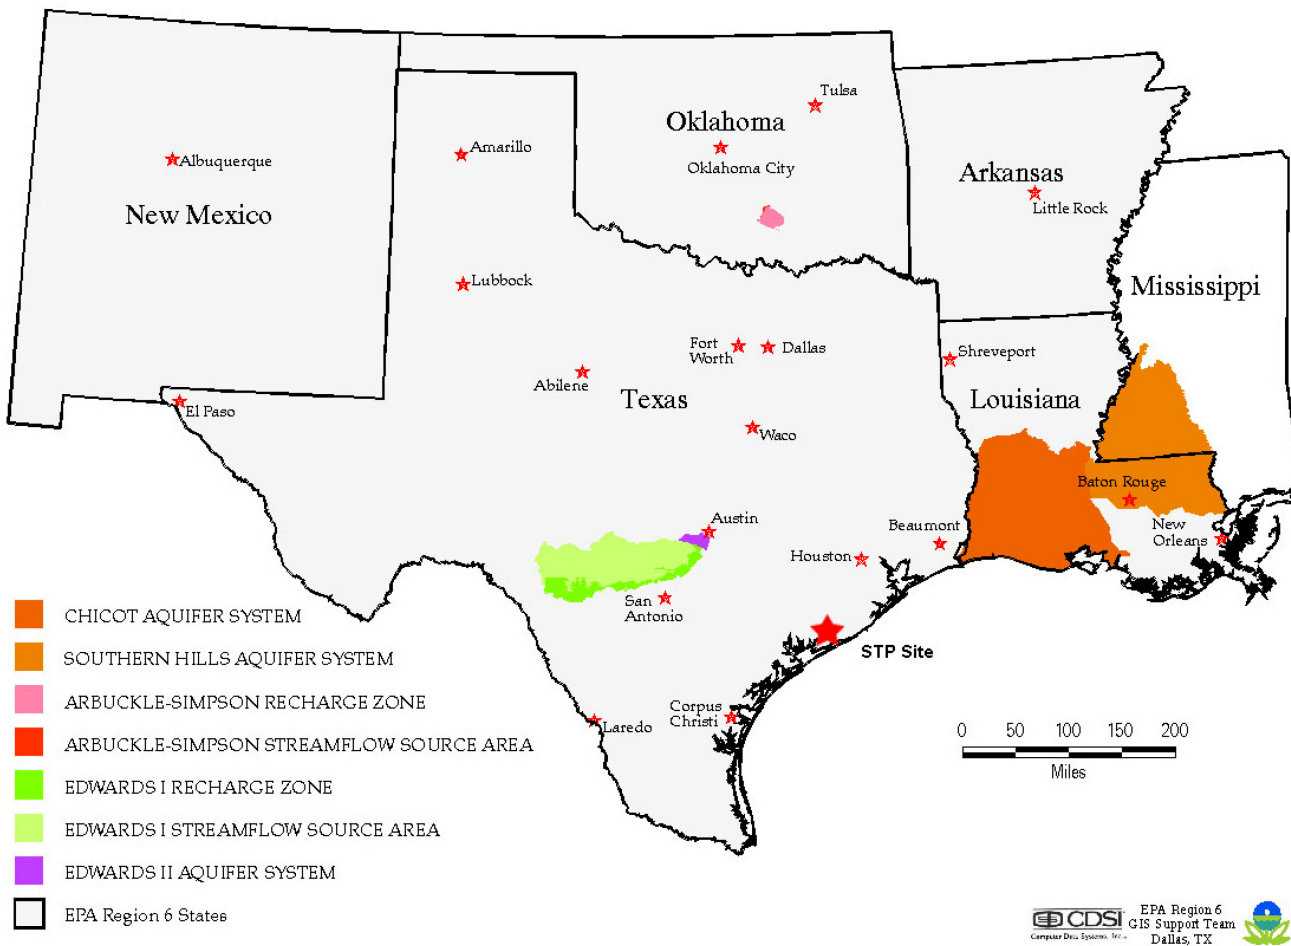 Tulsa
Oklahoma
Oklahoma City
Amarillo
Albuquerque
New Mexico
Arkansas
Little Rock
Mississippi
Lubbock
Fort
Worth
Dallas
Shreveport
Abilene
Texas
Louisiana
El Paso
Waco
Baton Rouge
Austin
Beaumont
New
Orleans
Houston
San
Antonio
STP Site
Corpus
Christi
Laredo
CHICOT AQUIFER SYSTEM
SOUTHERN HILLS AQUIFER SYSTEM
ARBUCKLE-SIMPSON RECHARGE ZONE
ARBUCKLE-SIMPSON STREAMFLOW SOURCE AREA
EDWARDS I RECHARGE ZONE
EDWARDS I STREAMFLOW SOURCE AREA
EDWARDS II AQUIFER SYSTEM
EPA Region 6 States
0 50 100 150 200
Miles
CDSI
Computer Data Systems, Inc.
EPA Region 6
GIS Support Team
Dallas, TX